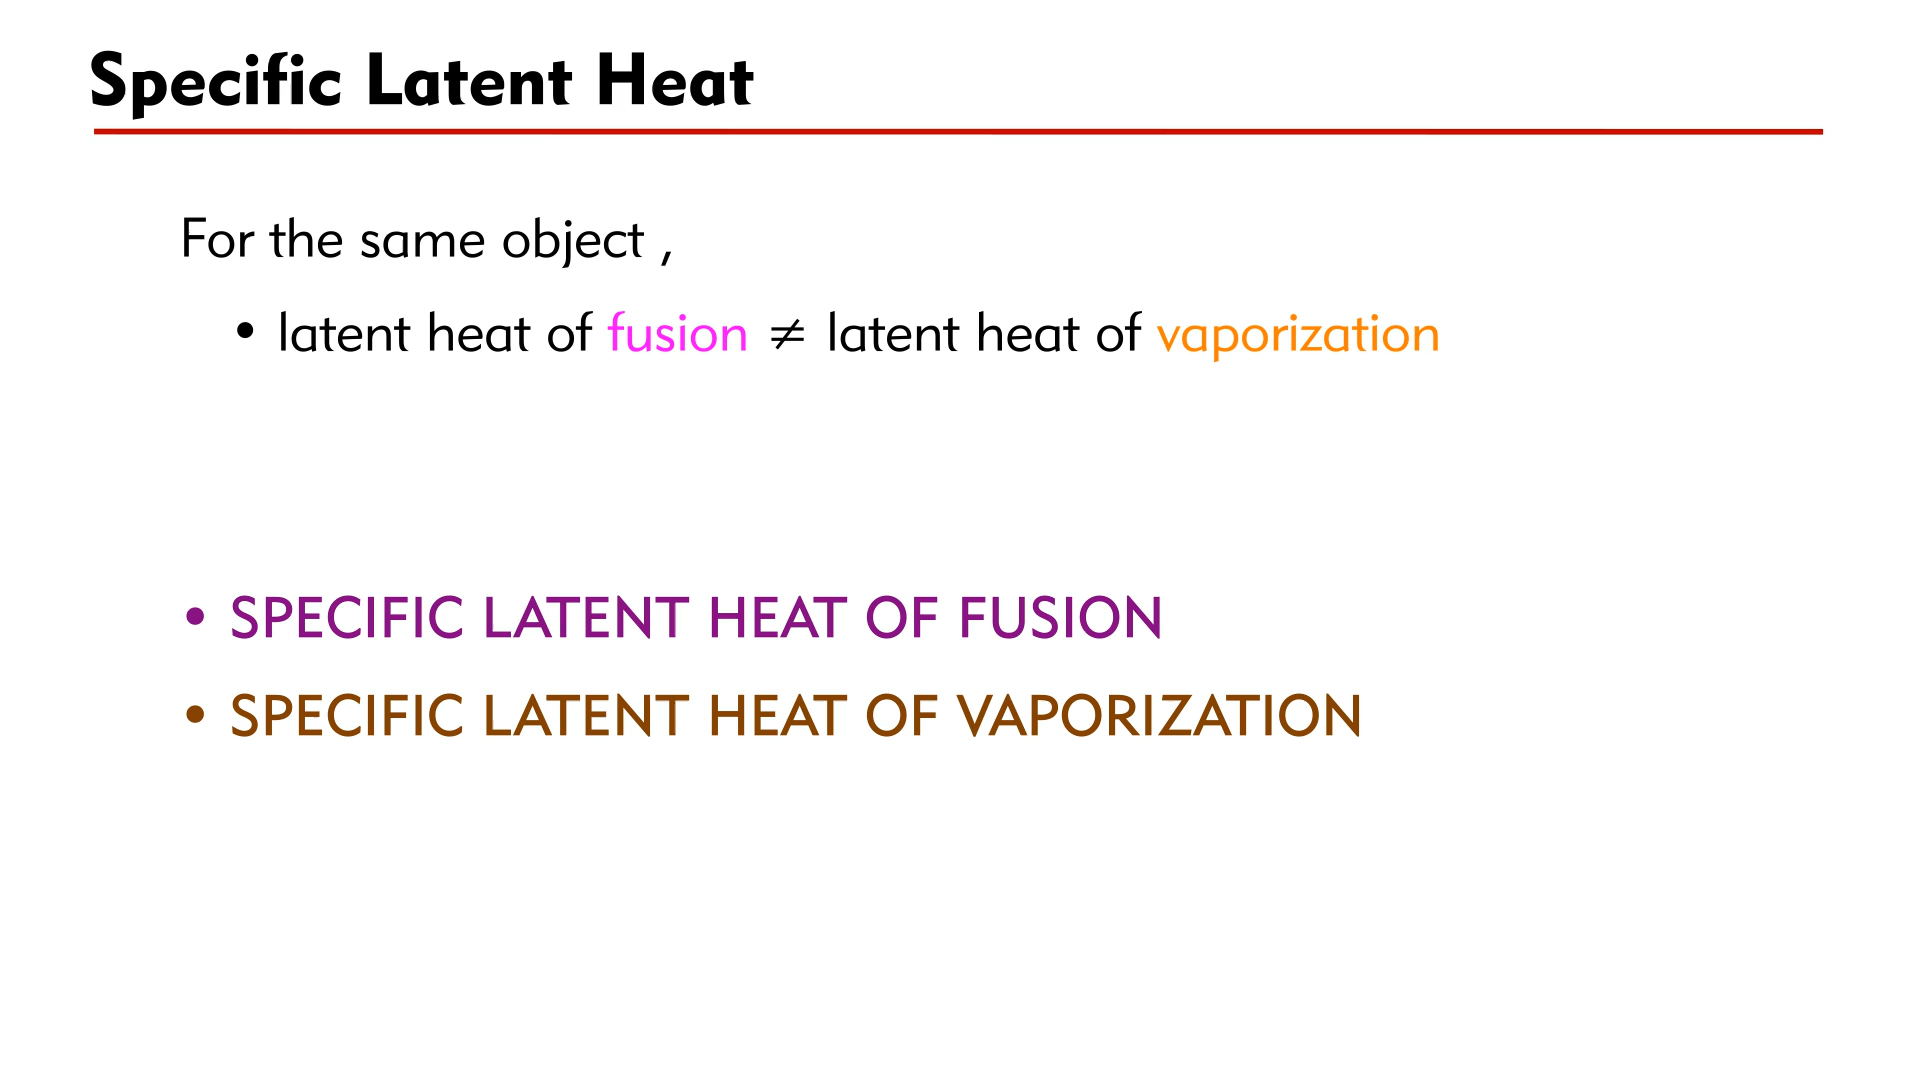 Specific Latent Heat
For the same object ,
• latent heat of fusion ≠ latent heat of vaporization
• SPECIFIC LATENT HEAT OF FUSION
• SPECIFIC LATENT HEAT OF VAPORIZATION